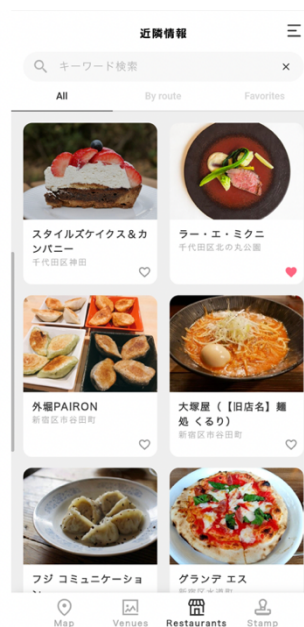 近隣情報
キーワード検索
All
By route
Favorites
スタイルズケイクス＆カ
ンパニー
千代田区神田
ラー・エ・ミクニ
千代田区北の丸公園
外堀PAIRON
新宿区市谷田町
大塚屋（【旧店名】麺
処 くるり）
新宿区市谷田町
フジ コミュニケーショ
グランデ エス
Map
Venues
Restaurants
Stamp